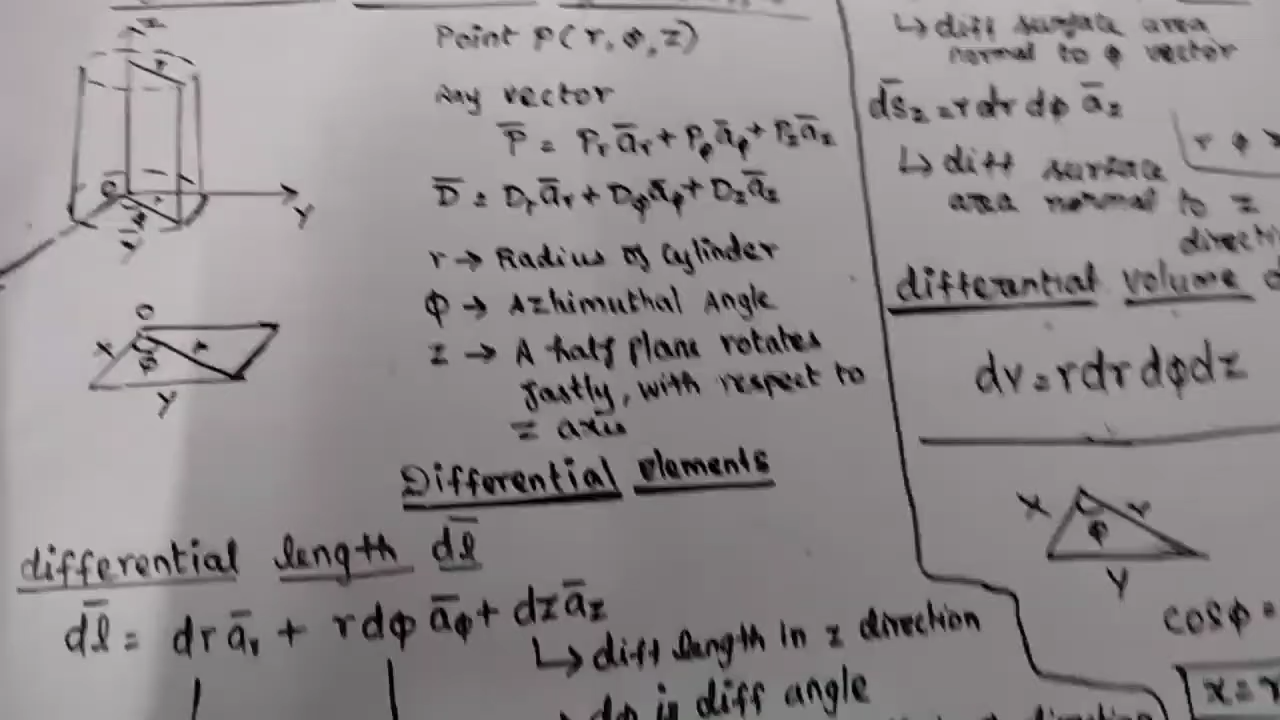 Z
r
O
φ
r
Y
O
X
φ
r
Y
Point P(r, φ, z)
Any vector
P̄ = Pr ār + Pφ āφ + Pz āz
D̄ = Dr ār + Dφ āφ + Dz āz
r → Radius of cylinder
φ → Azhimuthal Angle
z → A half plane rotates
fastly, with respect to
z axis
Differential elements
differential length dl̄
dl̄ = dr ār + rdφ āφ + dz āz
↳ diff length in z direction
dφ is diff angle
direction
↳ diff surface area
normal to φ vector
ds̄z = r dr dφ āz
↳ diff surface
area normal to z
r φ
differential volume
dv = r dr dφ dz
X
φ
r
Y
cosφ =
x = r